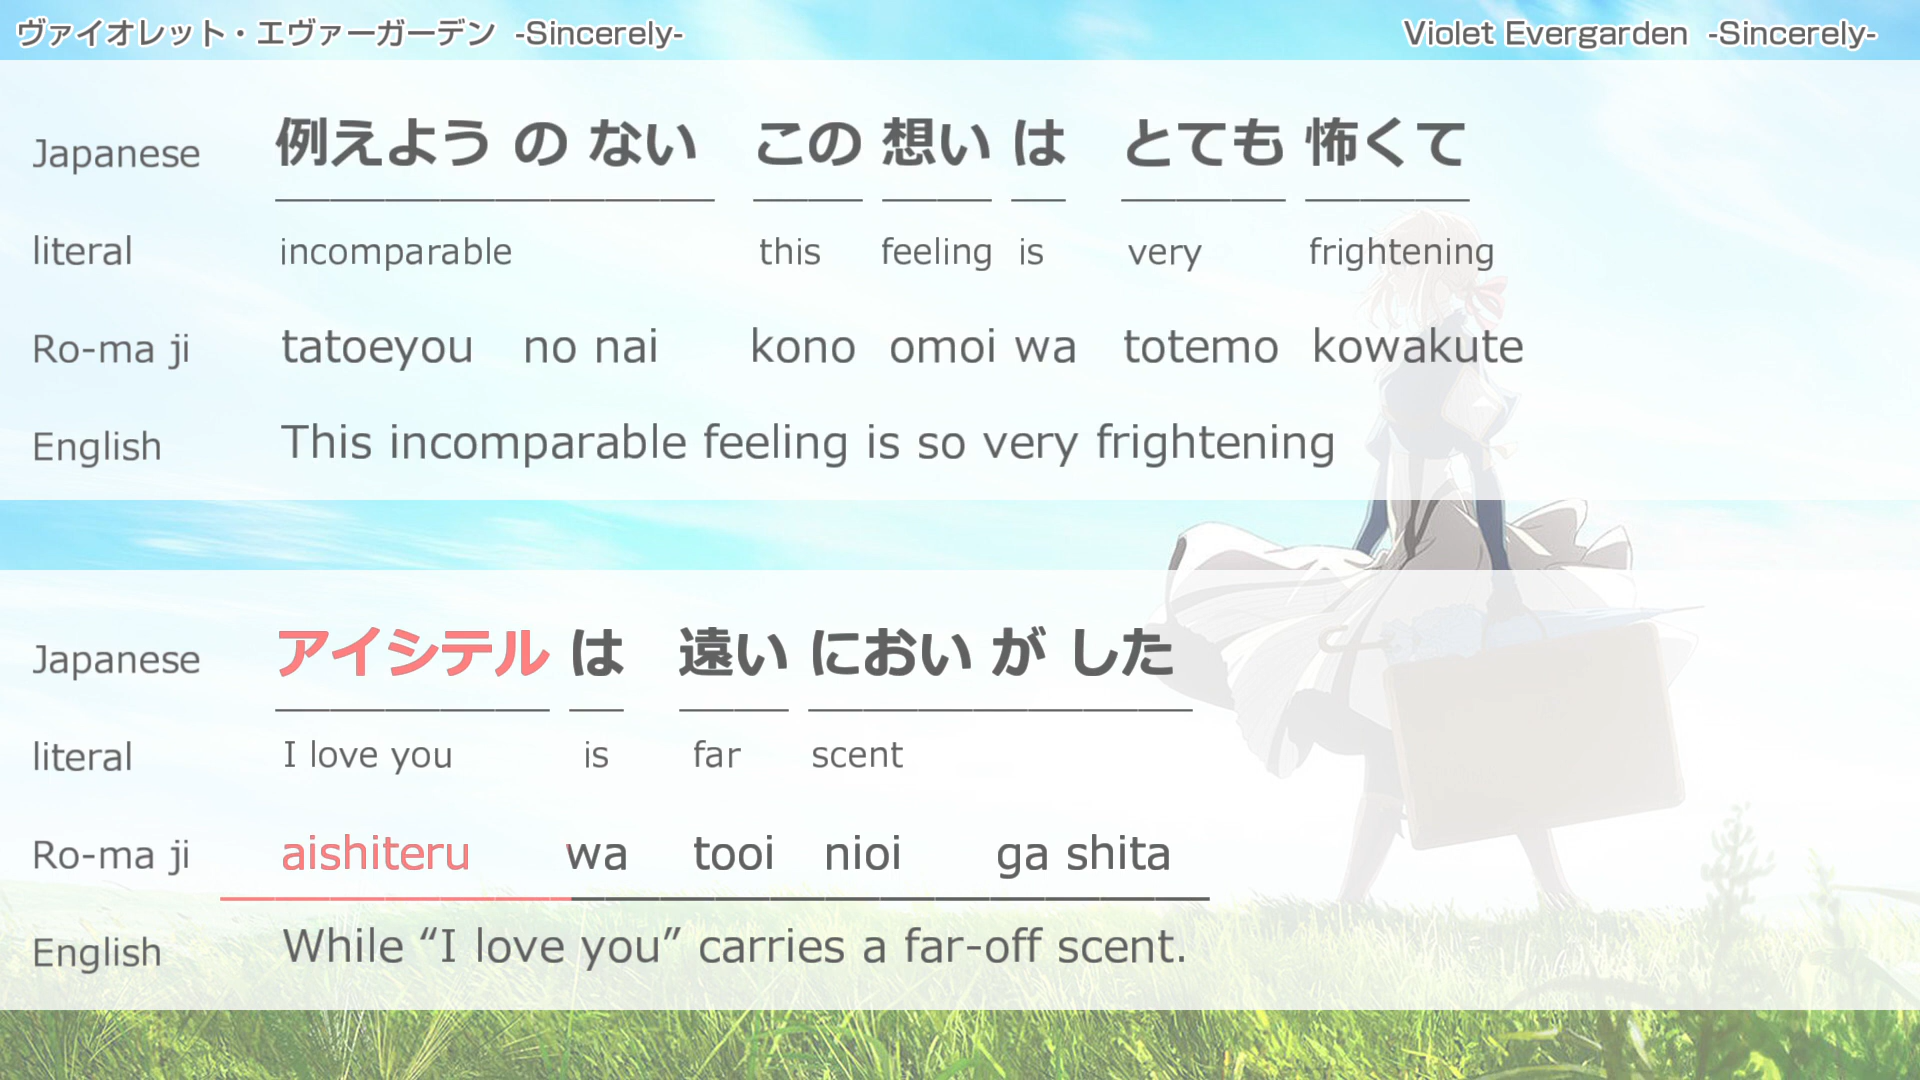 ヴァイオレット・エヴァーガーデン -Sincerely-
Violet Evergarden -Sincerely-
Japanese 例えよう の ない この 想い は とても 怖くて
literal incomparable this feeling is very frightening
Ro-ma ji tatoeyou no nai kono omoi wa totemo kowakute
English This incomparable feeling is so very frightening
Japanese アイシテル は 遠い におい が した
literal I love you is far scent
Ro-ma ji aishiteru wa tooi nioi ga shita
English While “I love you” carries a far-off scent.